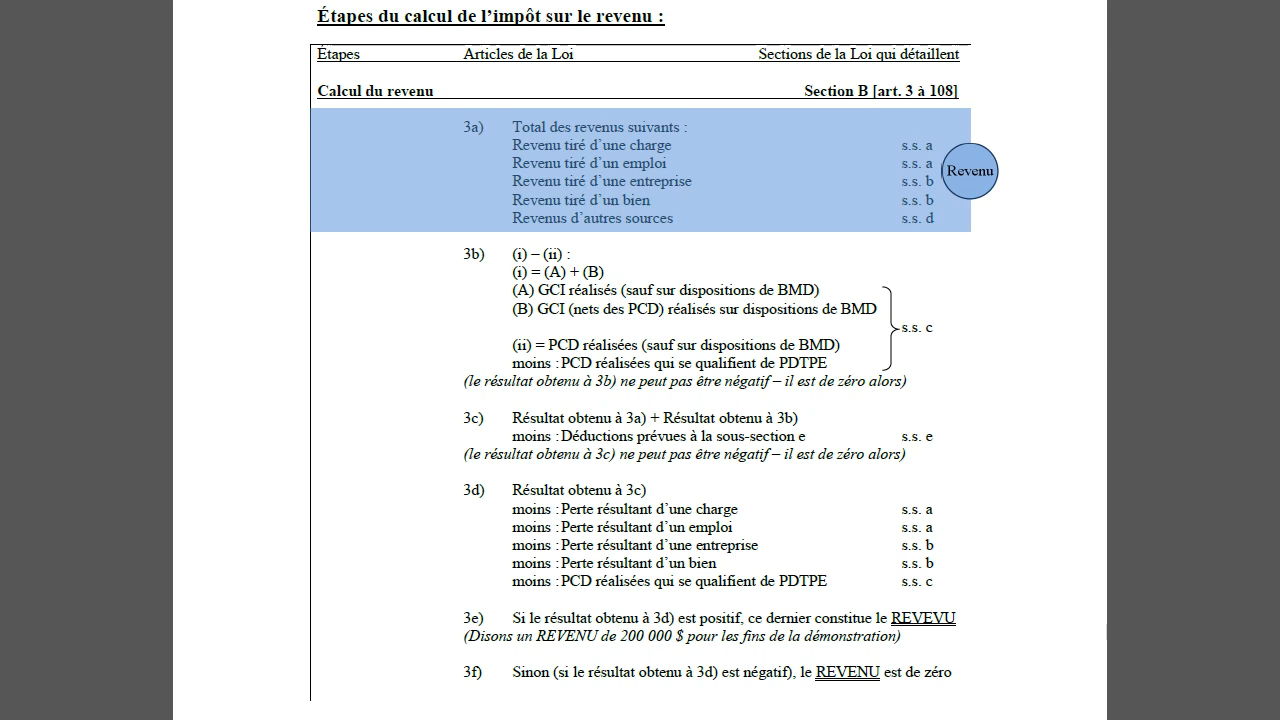 Étapes du calcul de l’impôt sur le revenu :
Étapes Articles de la Loi Sections de la Loi qui détaillent
Calcul du revenu Section B [art. 3 à 108]
3a) Total des revenus suivants :
Revenu tiré d’une charge s.s. a
Revenu tiré d’un emploi s.s. a
Revenu
Revenu tiré d’une entreprise s.s. b
Revenu tiré d’un bien s.s. b
Revenus d’autres sources s.s. d
3b) (i) – (ii) :
(i) = (A) + (B)
(A) GCI réalisés (sauf sur dispositions de BMD)
(B) GCI (nets des PCD) réalisés sur dispositions de BMD
s.s. c
(ii) = PCD réalisées (sauf sur dispositions de BMD)
moins : PCD réalisées qui se qualifient de PDTPE
(le résultat obtenu à 3b) ne peut pas être négatif – il est de zéro alors)
3c) Résultat obtenu à 3a) + Résultat obtenu à 3b)
moins : Déductions prévues à la sous-section e s.s. e
(le résultat obtenu à 3c) ne peut pas être négatif – il est de zéro alors)
3d) Résultat obtenu à 3c)
moins : Perte résultant d’une charge s.s. a
moins : Perte résultant d’un emploi s.s. a
moins : Perte résultant d’une entreprise s.s. b
moins : Perte résultant d’un bien s.s. b
moins : PCD réalisées qui se qualifient de PDTPE s.s. c
3e) Si le résultat obtenu à 3d) est positif, ce dernier constitue le REVEVU
(Disons un REVENU de 200 000 $ pour les fins de la démonstration)
3f) Sinon (si le résultat obtenu à 3d) est négatif), le REVENU est de zéro